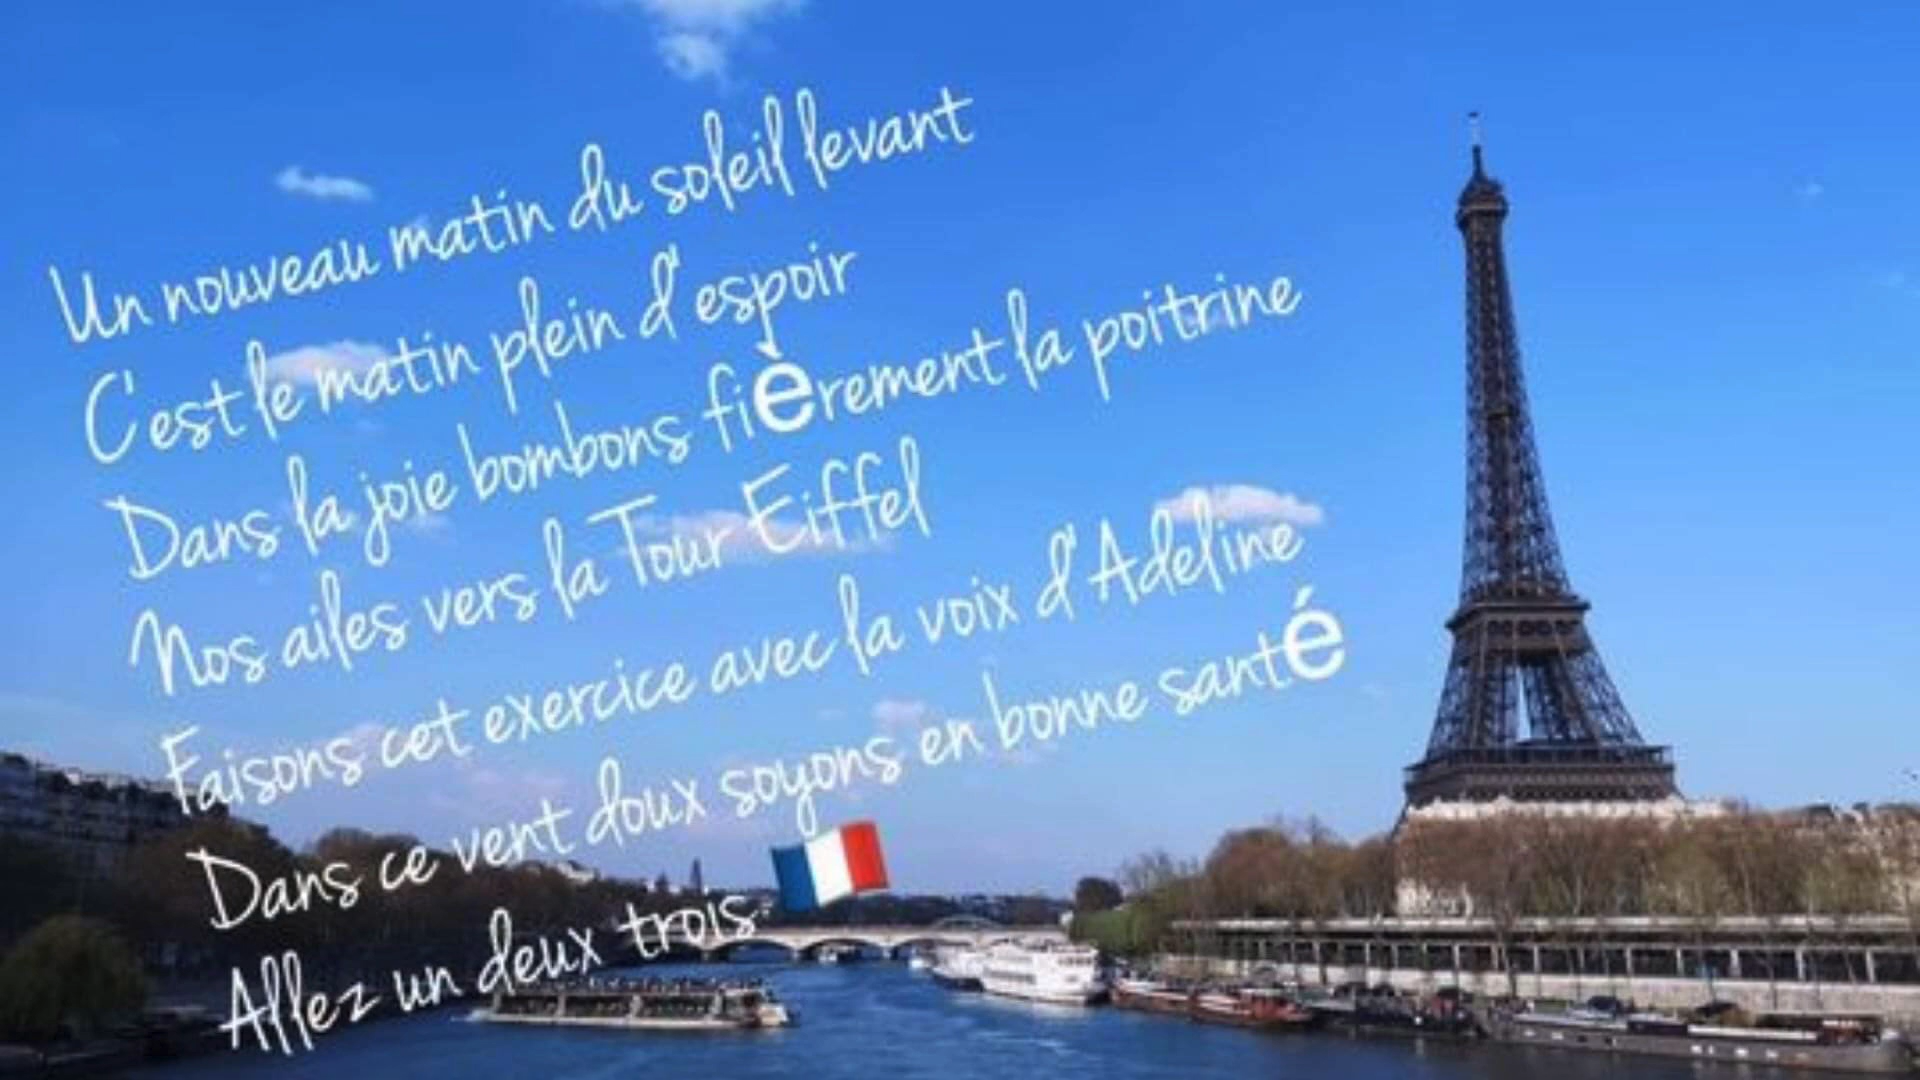 Un nouveau matin du soleil levant
C'est le matin plein d'espoir
Dans la joie bombons fièrement la poitrine
Nos ailes vers la Tour Eiffel
Faisons cet exercice avec la voix d'Adeline
Dans ce vent doux soyons en bonne santé
Allez un deux trois